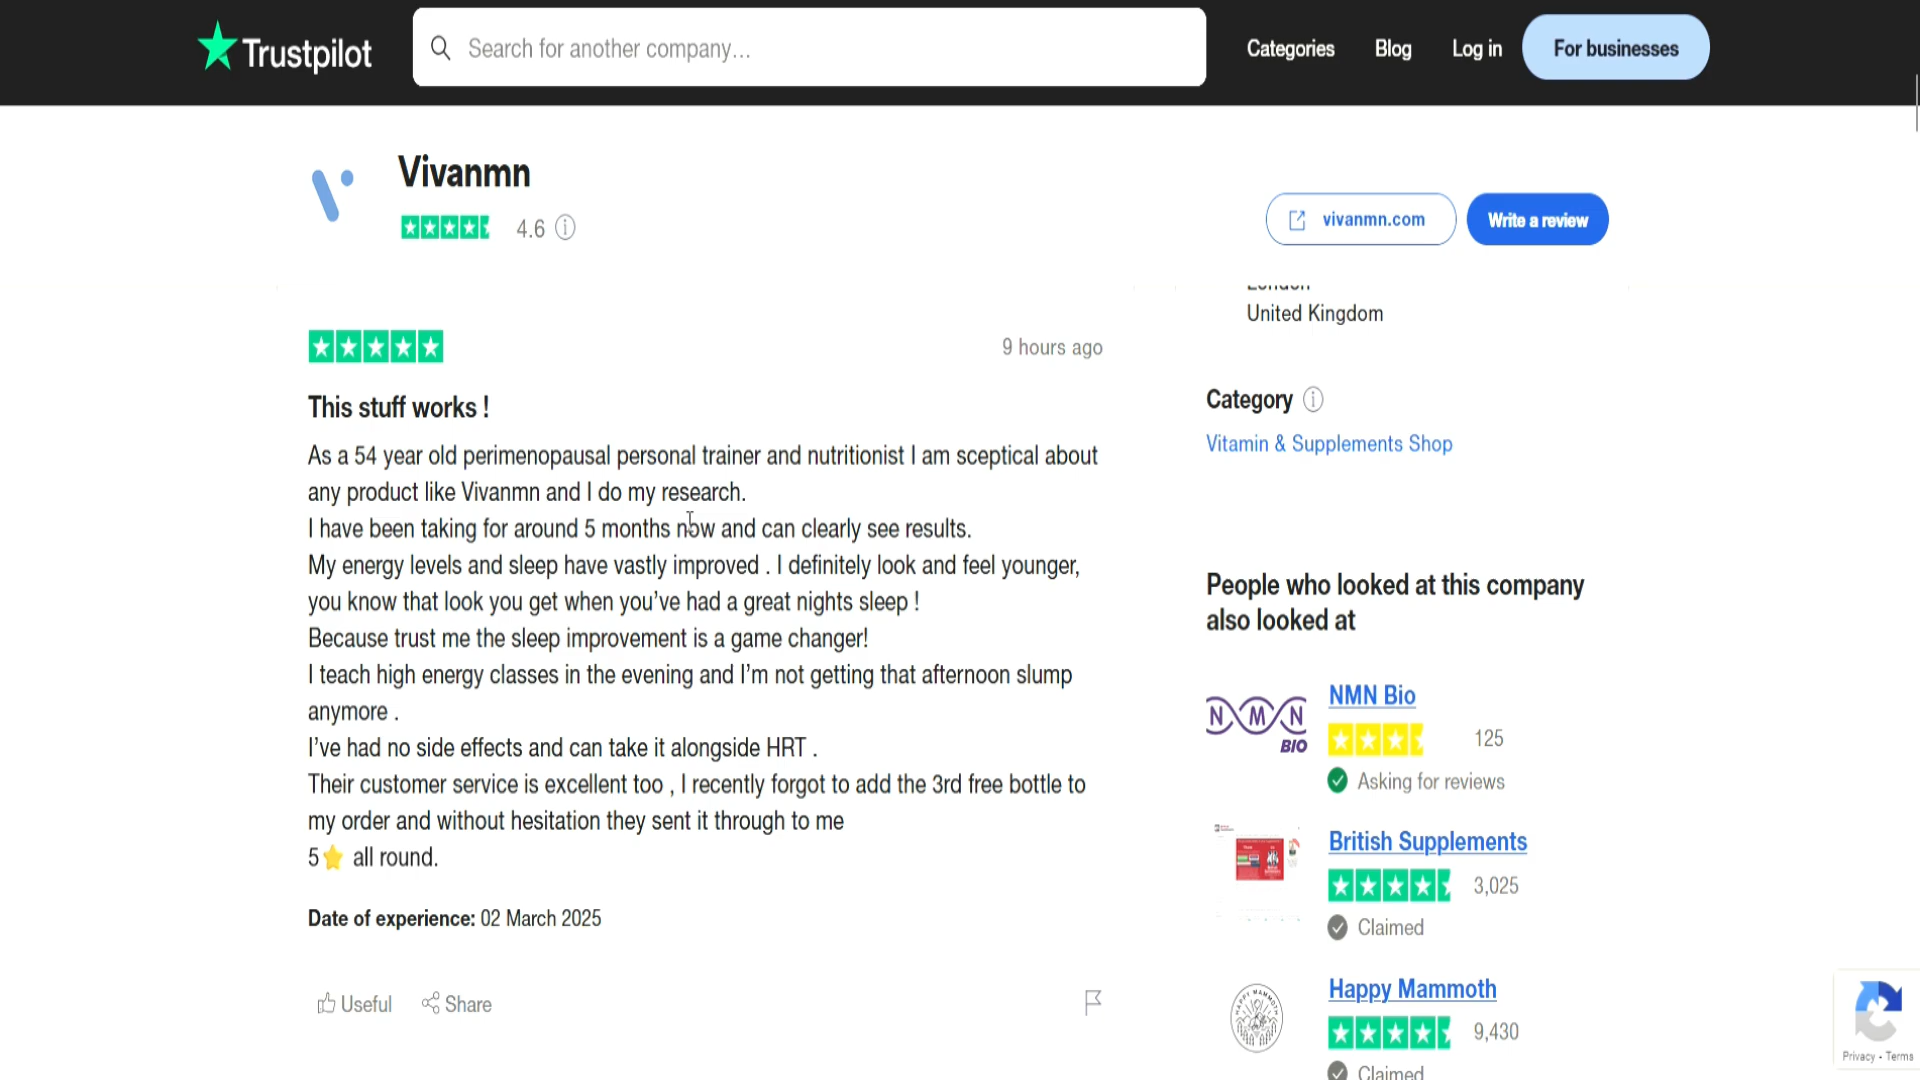 Trustpilot
Search for another company...
Categories
Blog
Log in
For businesses
Vivanmn
4.6
vivanmn.com
Write a review
London
United Kingdom
9 hours ago
This stuff works !
As a 54 year old perimenopausal personal trainer and nutritionist I am sceptical about
any product like Vivanmn and I do my research.
I have been taking for around 5 months now and can clearly see results.
My energy levels and sleep have vastly improved . I definitely look and feel younger,
you know that look you get when you’ve had a great nights sleep !
Because trust me the sleep improvement is a game changer!
I teach high energy classes in the evening and I’m not getting that afternoon slump
anymore .
I’ve had no side effects and can take it alongside HRT .
Their customer service is excellent too , I recently forgot to add the 3rd free bottle to
my order and without hesitation they sent it through to me
5⭐ all round.
Date of experience: 02 March 2025
Useful
Share
Category
Vitamin & Supplements Shop
People who looked at this company
also looked at
NMN BIO
NMN Bio
125
Asking for reviews
British Supplements
3,025
Claimed
HAPPY MAMMOTH
Happy Mammoth
9,430
Claimed
Privacy - Terms